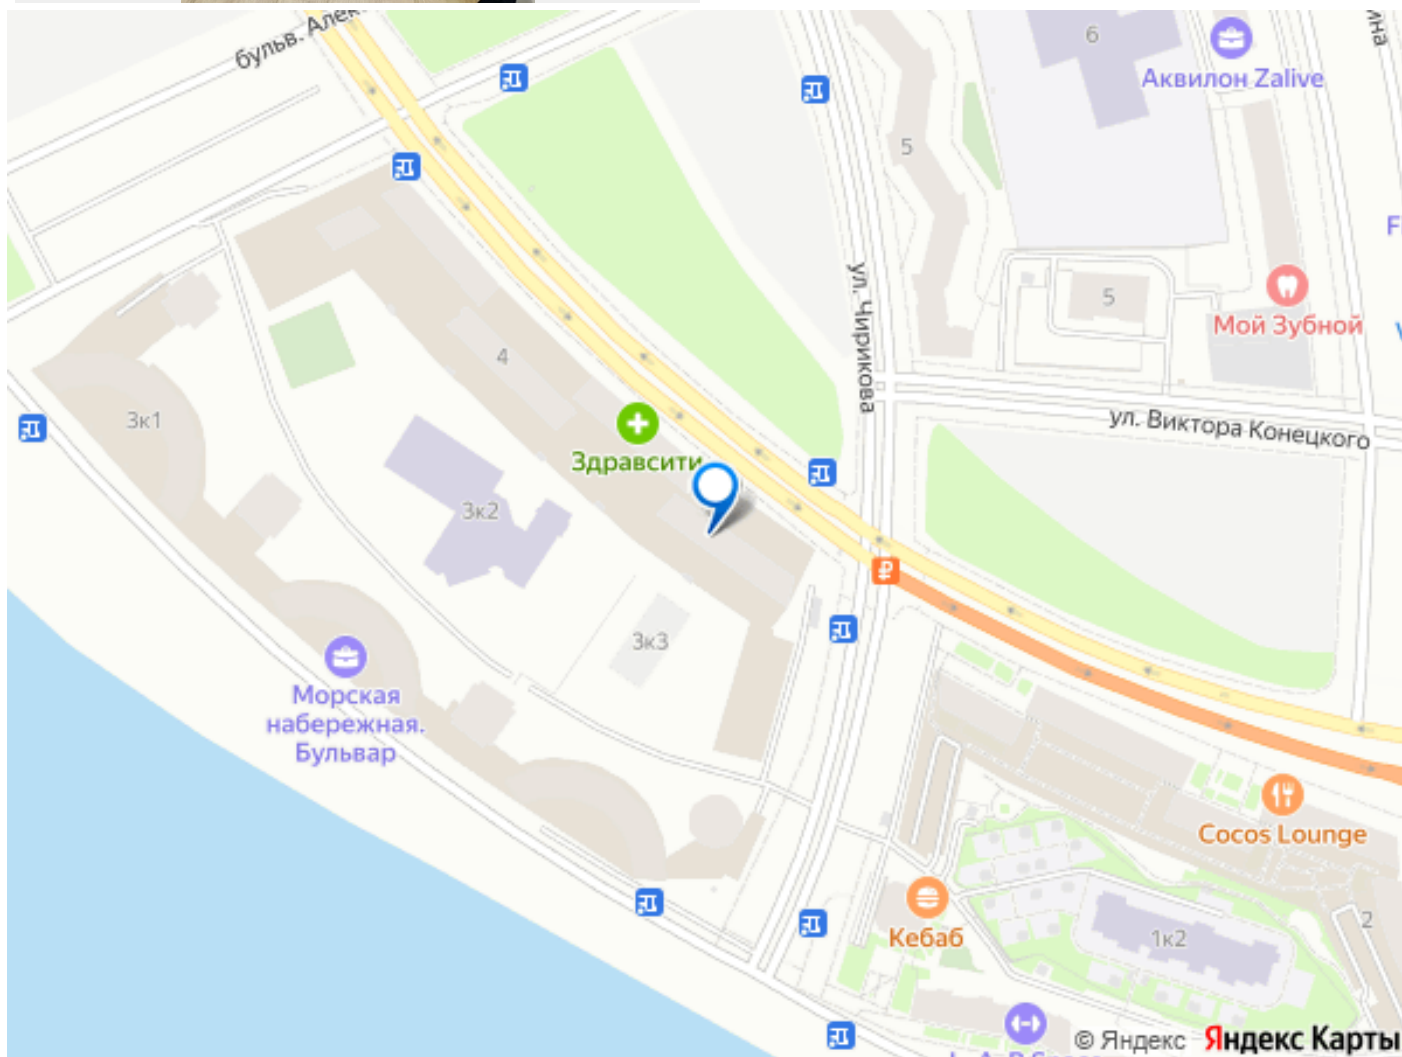 бульв. Алек
6
ина
Аквилон Zalive
5
ул. Чирикова
5
Мой Зубной
4
3к1
ул. Виктора Конецкого
Здравсити
3к2
3к3
Морская
набережная.
Бульвар
Cocos Lounge
Кебаб
1к2
2
© Яндекс Яндекс Карты